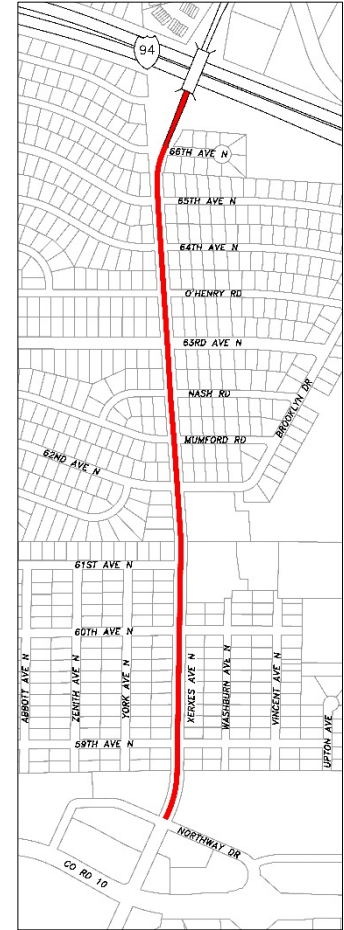 94
66TH AVE N
65TH AVE N
64TH AVE N
O'HENRY RD
63RD AVE N
NASH RD
BROOKLYN DR
MUMFORD RD
62ND AVE N
61ST AVE N
60TH AVE N
ABBOTT AVE N
ZENITH AVE N
YORK AVE N
XERXES AVE N
WASHBURN AVE N
VINCENT AVE N
UPTON AVE
59TH AVE N
NORTHWAY DR
CO RD 10